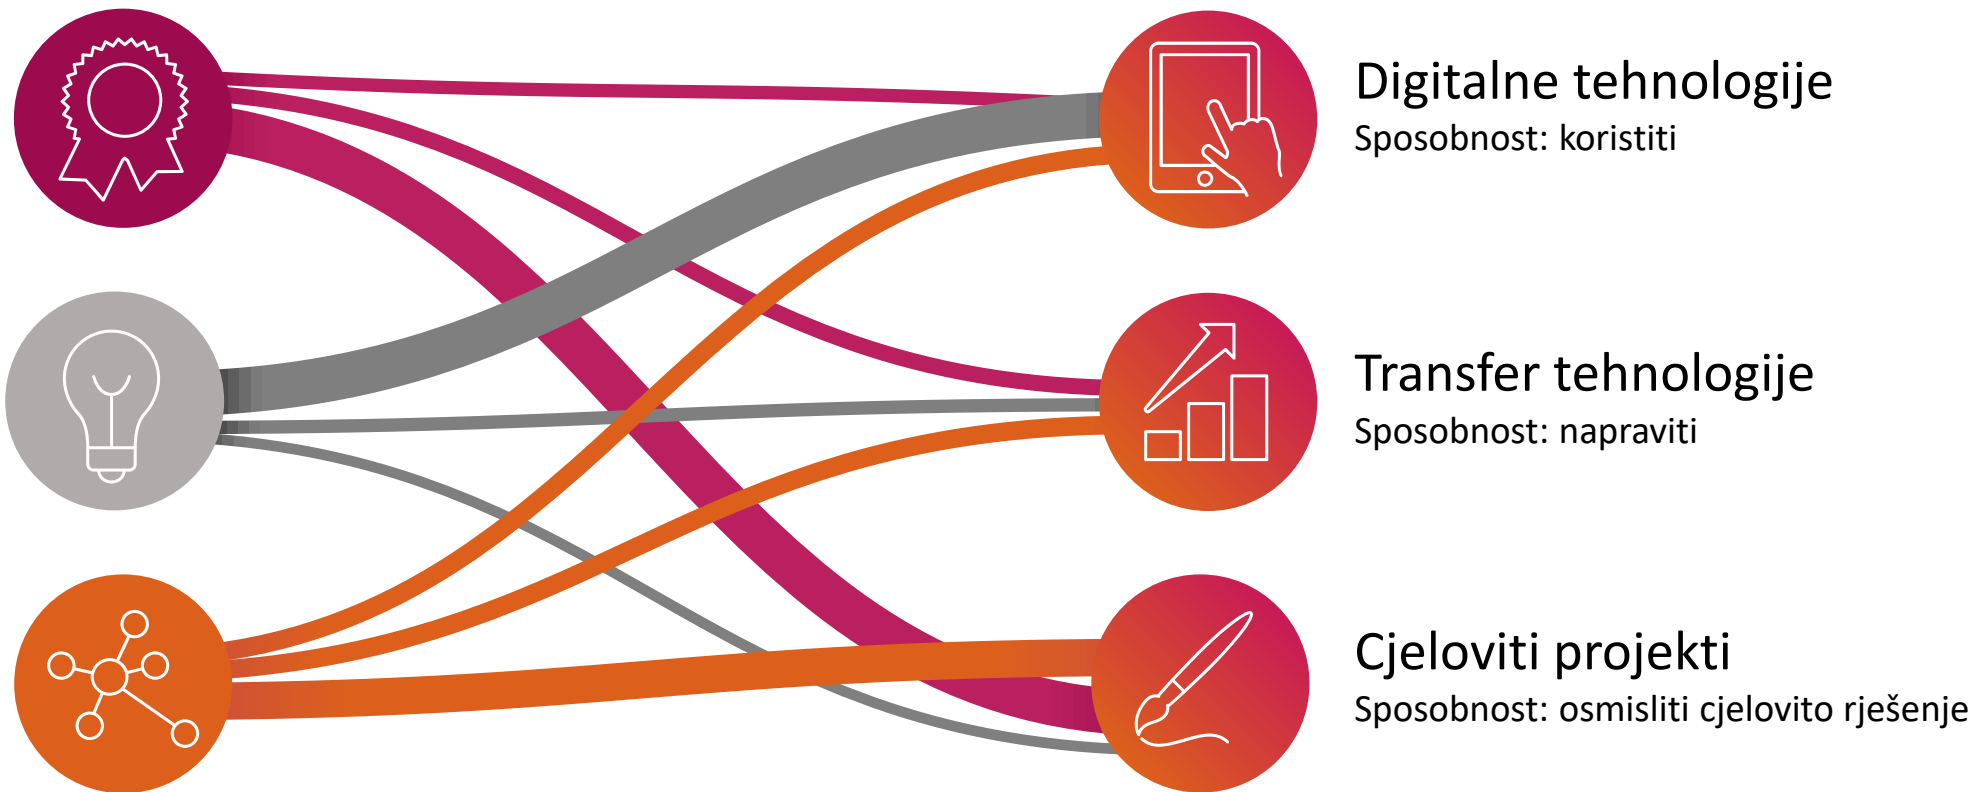 Digitalne tehnologije
Sposobnost: koristiti
Transfer tehnologije
Sposobnost: napraviti
Cjeloviti projekti
Sposobnost: osmisliti cjelovito rješenje